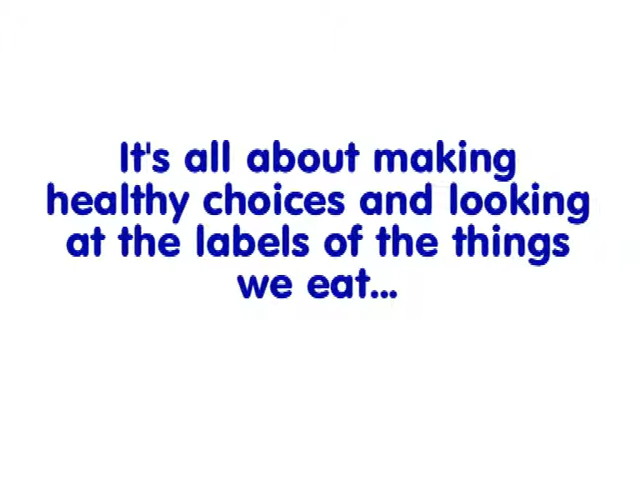 It's all about making
healthy choices and looking
at the labels of the things
we eat...